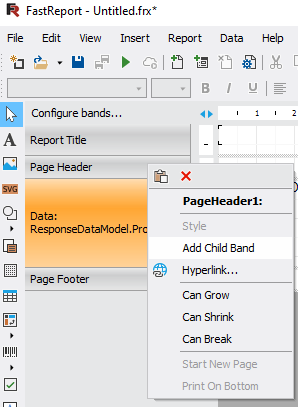 FastReport - Untitled.frx*
File Edit View Insert Report Data
B I U A
Configure bands...
1 2
Report Title
Page Header
PageHeader1:
Style
Add Child Band
Hyperlink...
Can Grow
Can Shrink
Can Break
Start New Page
Print On Bottom
Data:
ResponseDataModel.Pro
Page Footer
A
SVG